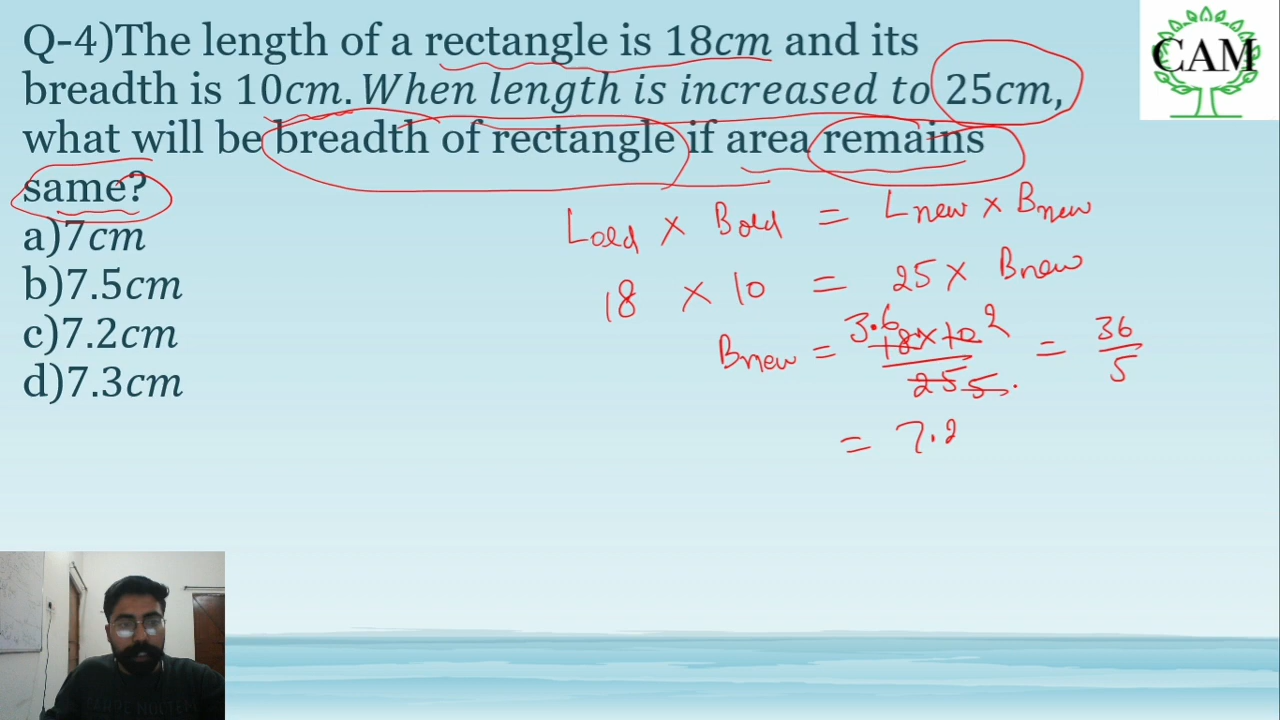 Q-4)The length of a rectangle is 18cm and its
breadth is 10cm. When length is increased to 25cm,
what will be breadth of rectangle if area remains
same?
a)7cm
b)7.5cm
c)7.2cm
d)7.3cm
CAM
Lold × Bold = Lnew × Bnew
18 × 10 = 25 × Bnew
Bnew = 3.6 18×10 2 / 25 5 = 36/5
= 7.2